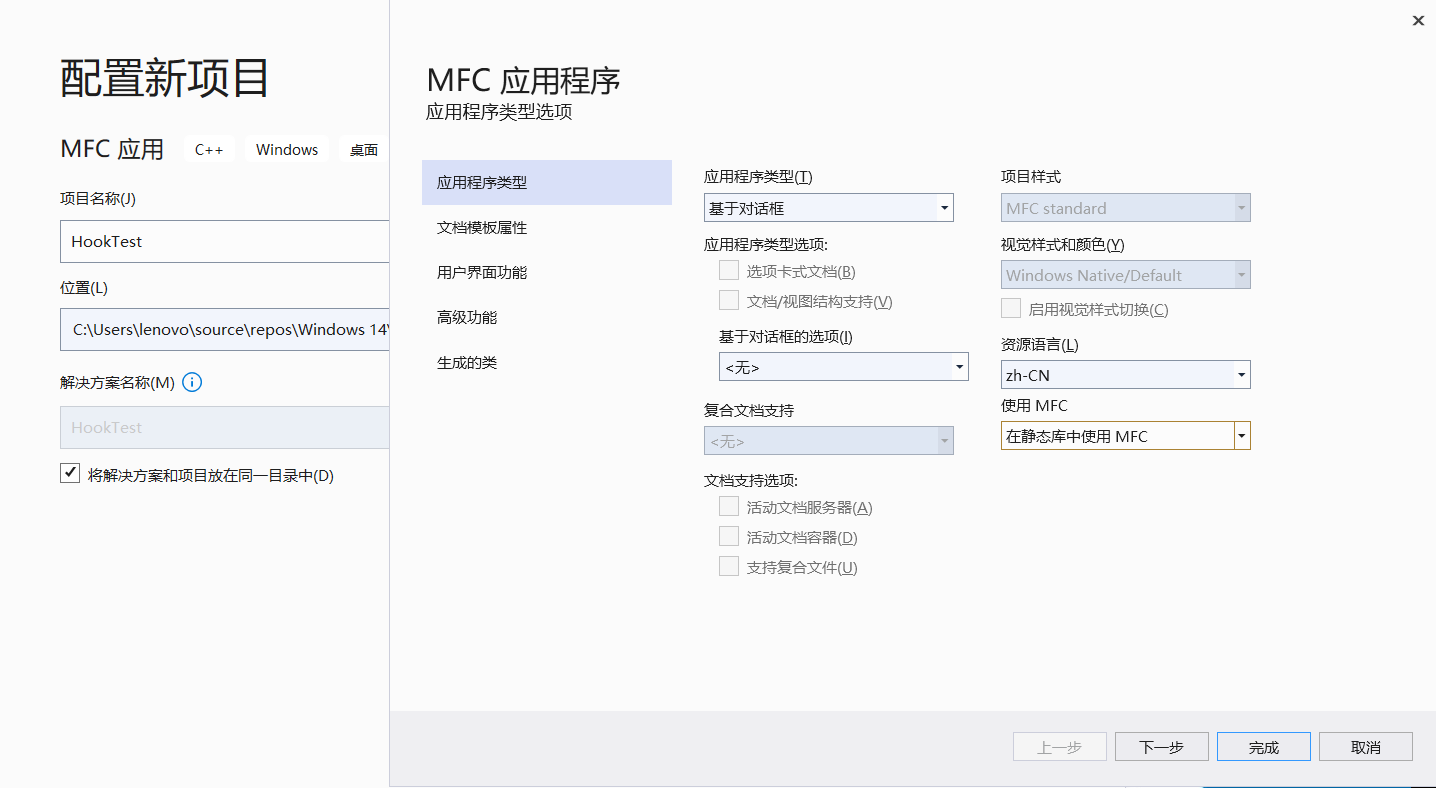 配置新项目
MFC 应用
C++
Windows
桌面
项目名称(J)
HookTest
位置(L)
C:\Users\lenovo\source\repos\Windows 14\
解决方案名称(M)
HookTest
将解决方案和项目放在同一目录中(D)
MFC 应用程序
应用程序类型选项
应用程序类型
文档模板属性
用户界面功能
高级功能
生成的类
应用程序类型(T)
基于对话框
应用程序类型选项:
选项卡式文档(B)
文档/视图结构支持(V)
基于对话框的选项(I)
<无>
复合文档支持
<无>
文档支持选项:
活动文档服务器(A)
活动文档容器(D)
支持复合文件(U)
项目样式
MFC standard
视觉样式和颜色(Y)
Windows Native/Default
启用视觉样式切换(C)
资源语言(L)
zh-CN
使用 MFC
在静态库中使用 MFC
上一步
下一步
完成
取消